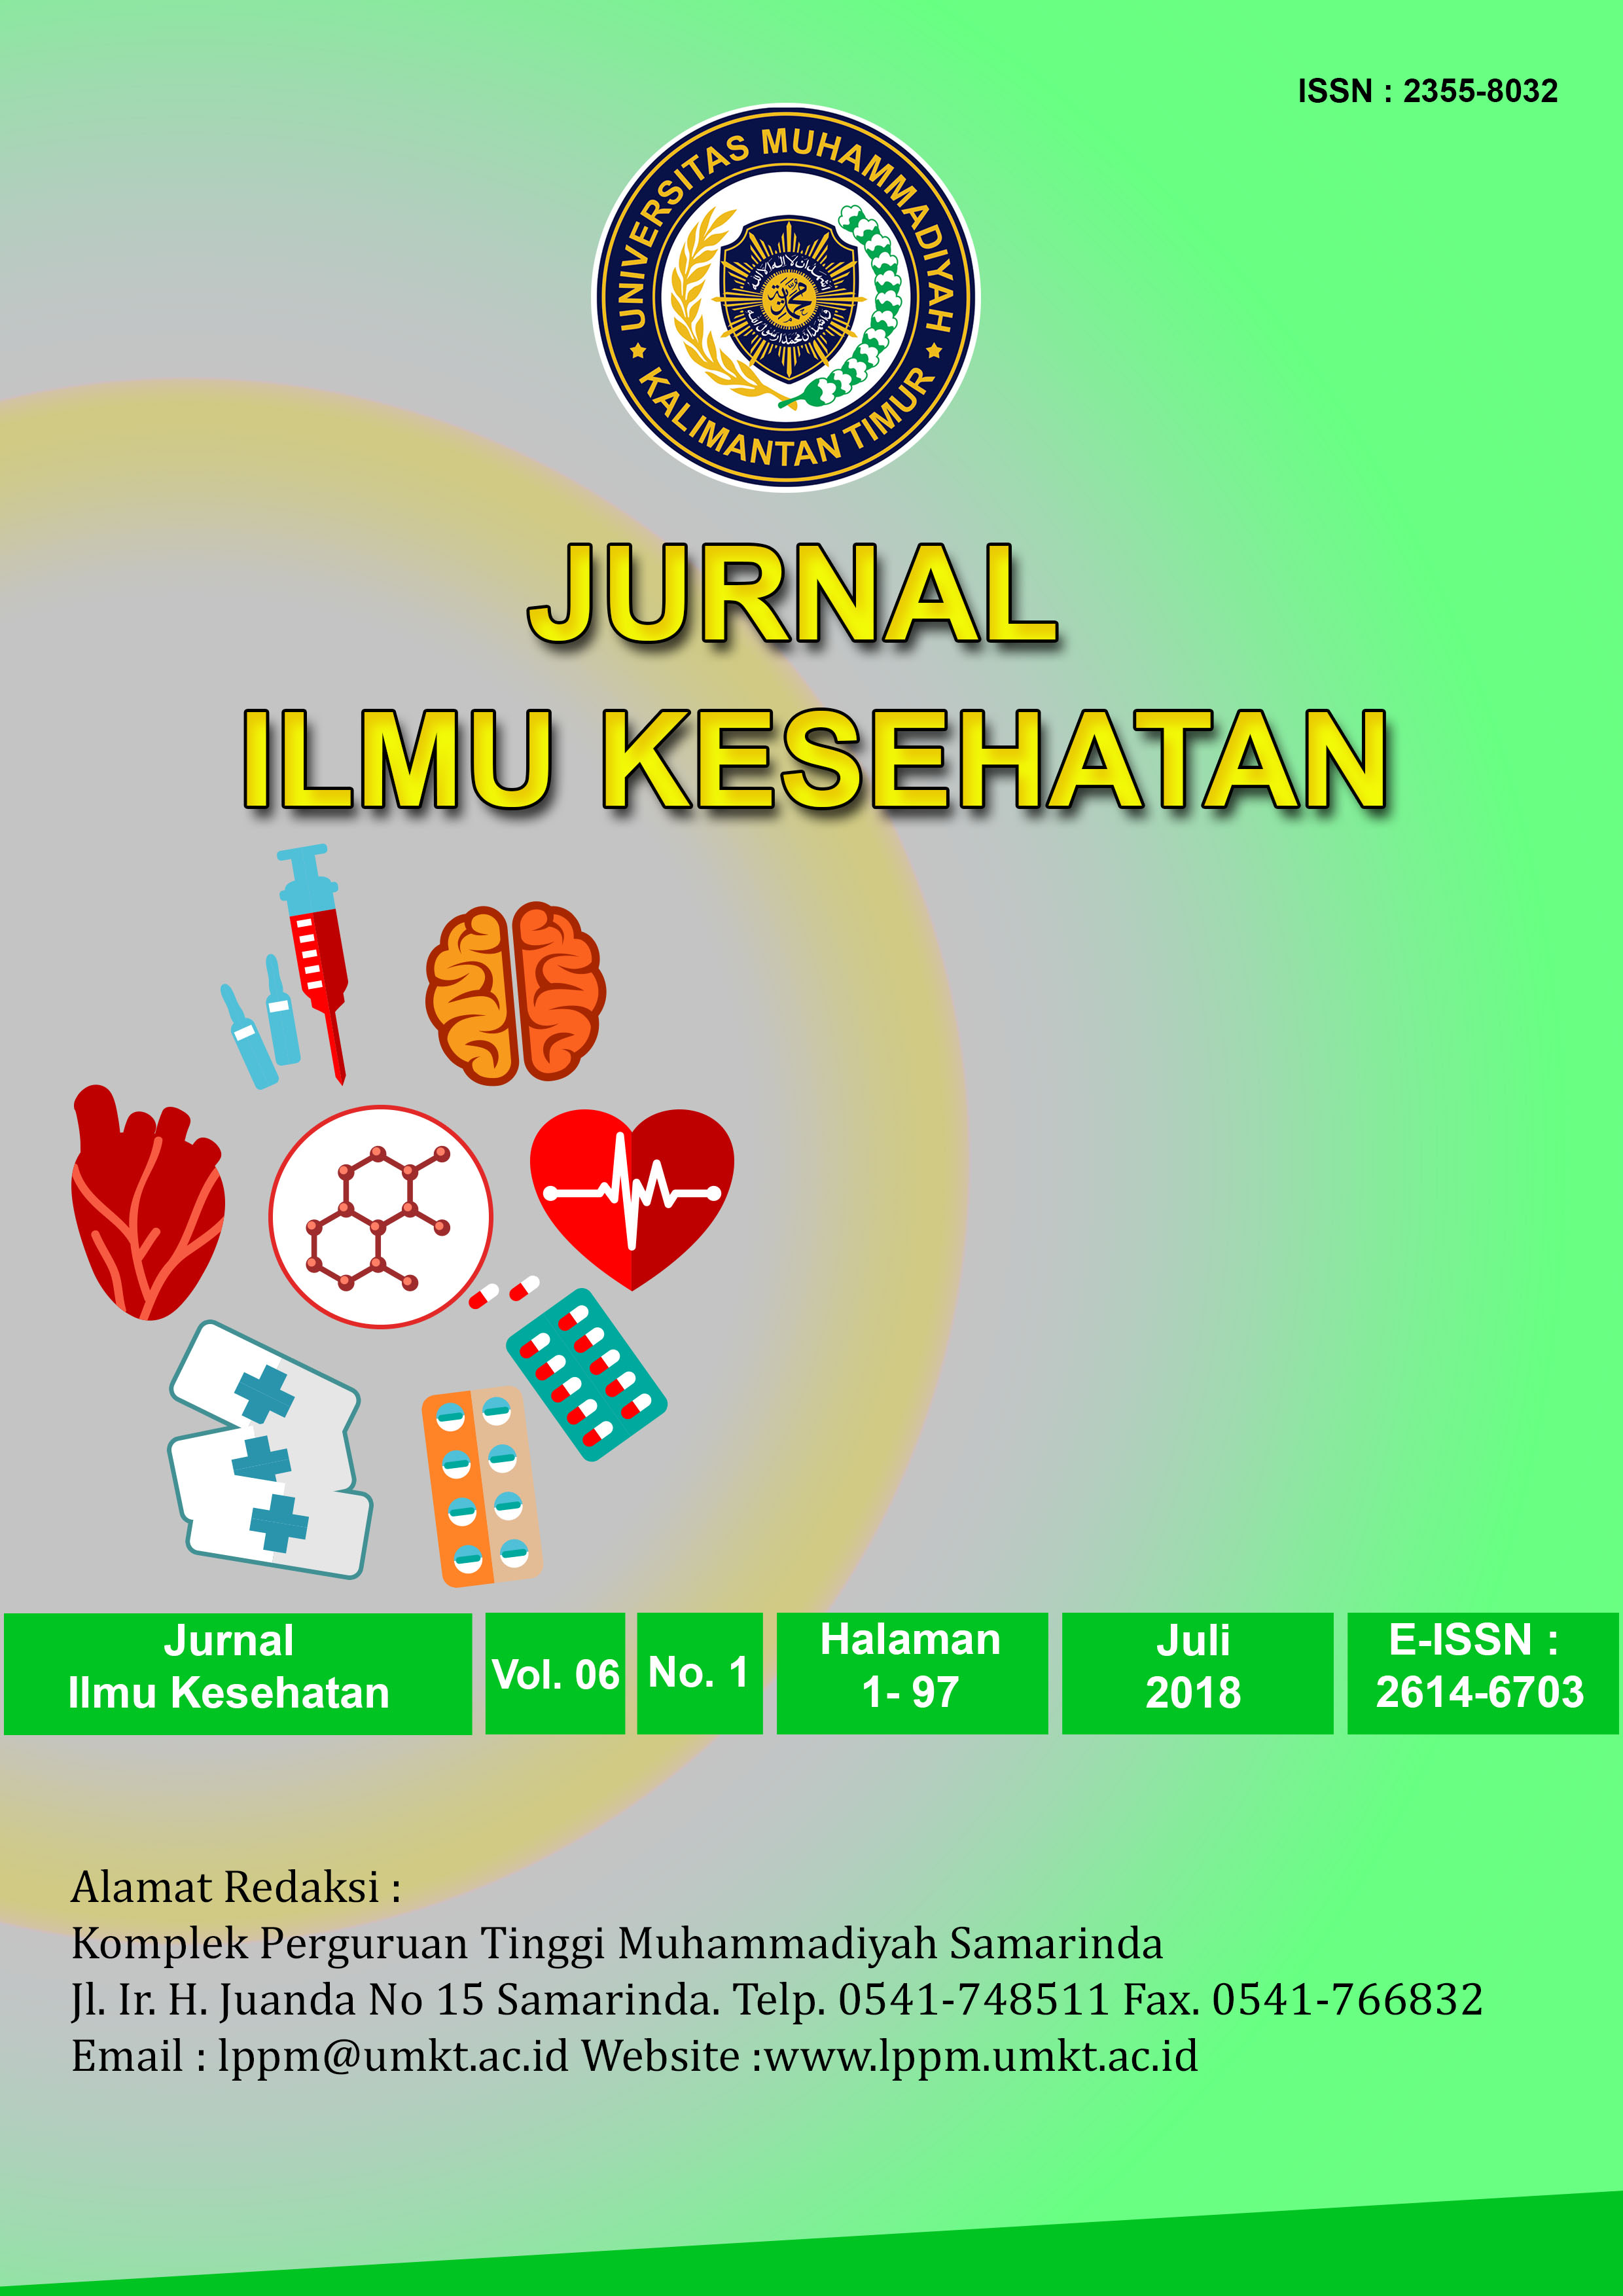 ISSN : 2355-8032
UNIVERSITAS MUHAMMADIYAH
KALIMANTAN TIMUR
JURNAL
ILMU KESEHATAN
Jurnal
Ilmu Kesehatan
Vol. 06
No. 1
Halaman
1- 97
Juli
2018
E-ISSN :
2614-6703
Alamat Redaksi :
Komplek Perguruan Tinggi Muhammadiyah Samarinda
Jl. Ir. H. Juanda No 15 Samarinda. Telp. 0541-748511 Fax. 0541-766832
Email : lppm@umkt.ac.id Website :www.lppm.umkt.ac.id